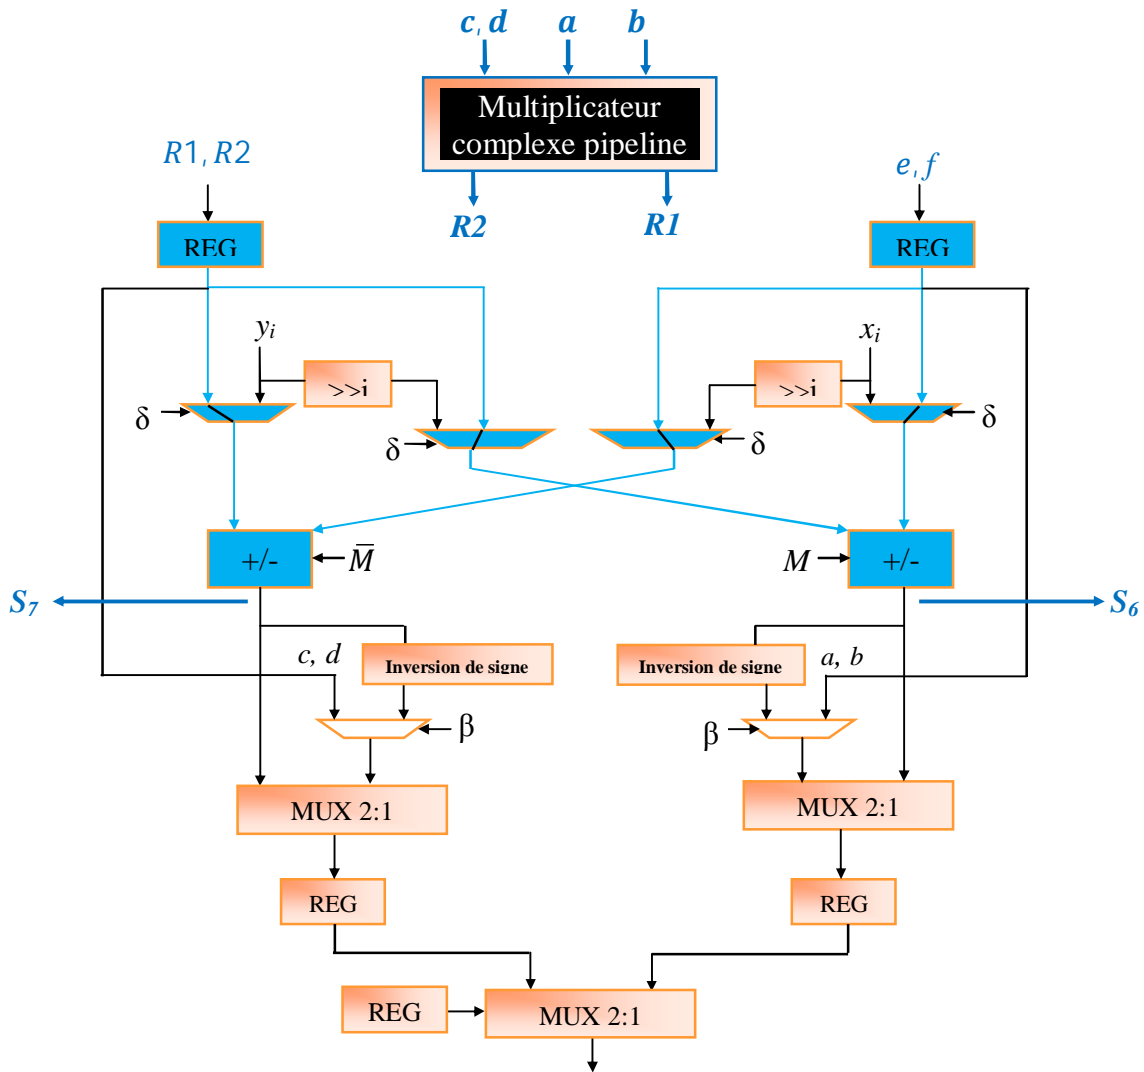 c, d a b
Multiplicateur
complexe pipeline
R1, R2
e, f
R2 R1
REG
REG
yᵢ
xᵢ
>>i
>>i
δ
δ
δ
δ
+/-
M̅
M
+/-
S₇
S₆
c, d
Inversion de signe
Inversion de signe
a, b
β
β
MUX 2:1
MUX 2:1
REG
REG
REG
MUX 2:1